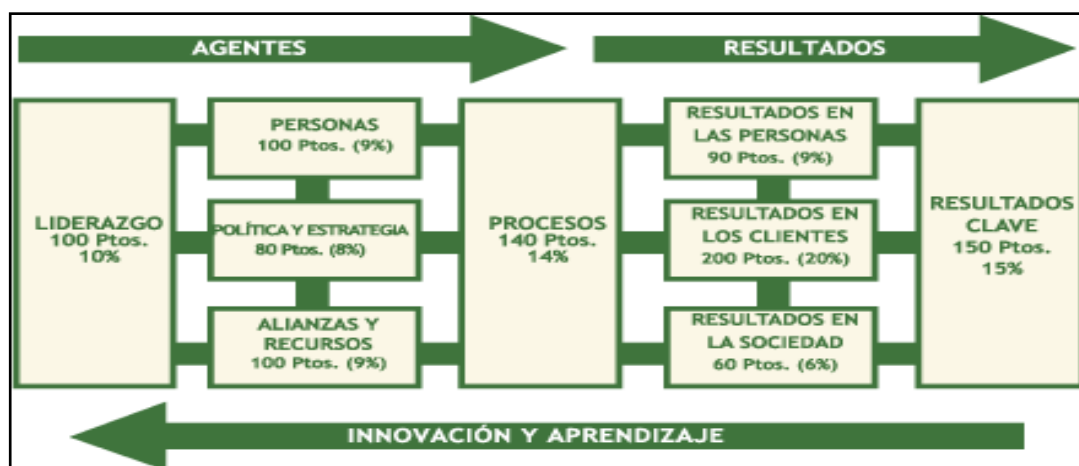 AGENTES
RESULTADOS
LIDERAZGO
100 Ptos.
10%
PERSONAS
100 Ptos. (9%)
POLÍTICA Y ESTRATEGIA
80 Ptos. (8%)
ALIANZAS Y
RECURSOS
100 Ptos. (9%)
PROCESOS
140 Ptos.
14%
RESULTADOS EN
LAS PERSONAS
90 Ptos. (9%)
RESULTADOS EN
LOS CLIENTES
200 Ptos. (20%)
RESULTADOS EN
LA SOCIEDAD
60 Ptos. (6%)
RESULTADOS
CLAVE
150 Ptos.
15%
INNOVACIÓN Y APRENDIZAJE